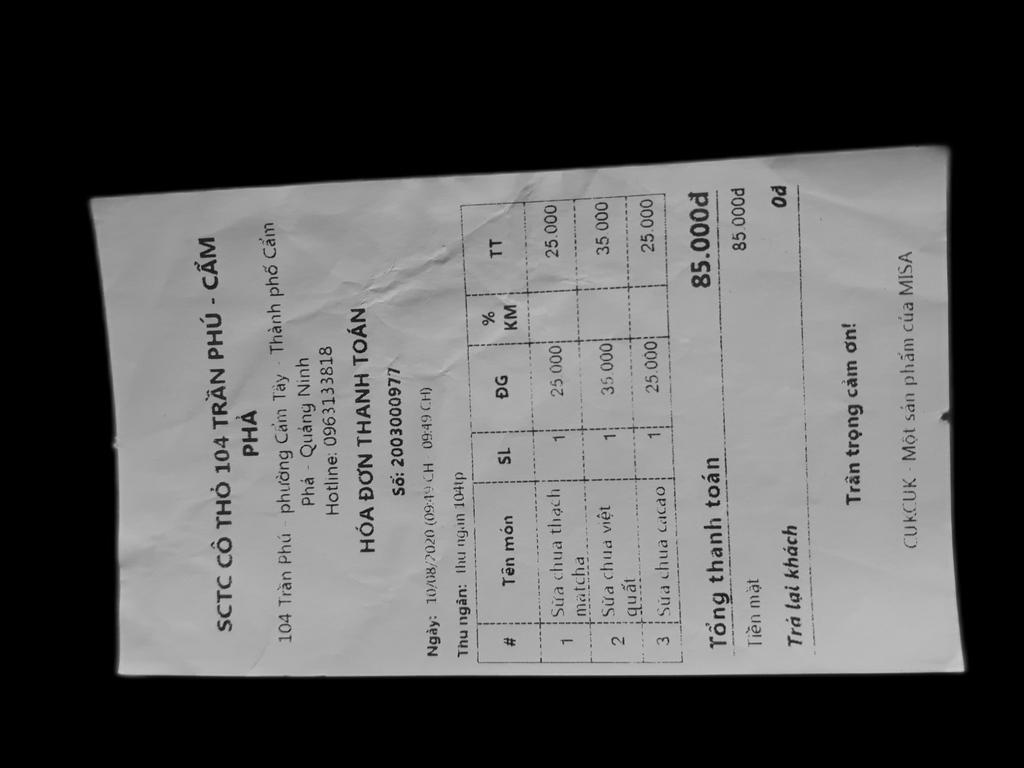 SCTC CÔ THỎ 104 TRẦN PHÚ - CẨM
PHẢ
104 Trần Phú - phường Cẩm Tây - Thành phố Cẩm
Phả - Quảng Ninh
Hotline: 0963133818
HÓA ĐƠN THANH TOÁN
Số: 2003000977
Ngày: 10/08/2020 (09:49 CH - 09:49 CH)
Thu ngân: thu ngan 104tp
# Tên món SL ĐG % KM TT
1 Sữa chua thạch 1 25.000 25.000
matcha
2 Sữa chua việt 1 35.000 35.000
quất
3 Sữa chua cacao 1 25.000 25.000
Tổng thanh toán 85.000đ
Tiền mặt 85.000đ
Trả lại khách 0đ
Trân trọng cảm ơn!
CUKCUK - Một sản phẩm của MISA